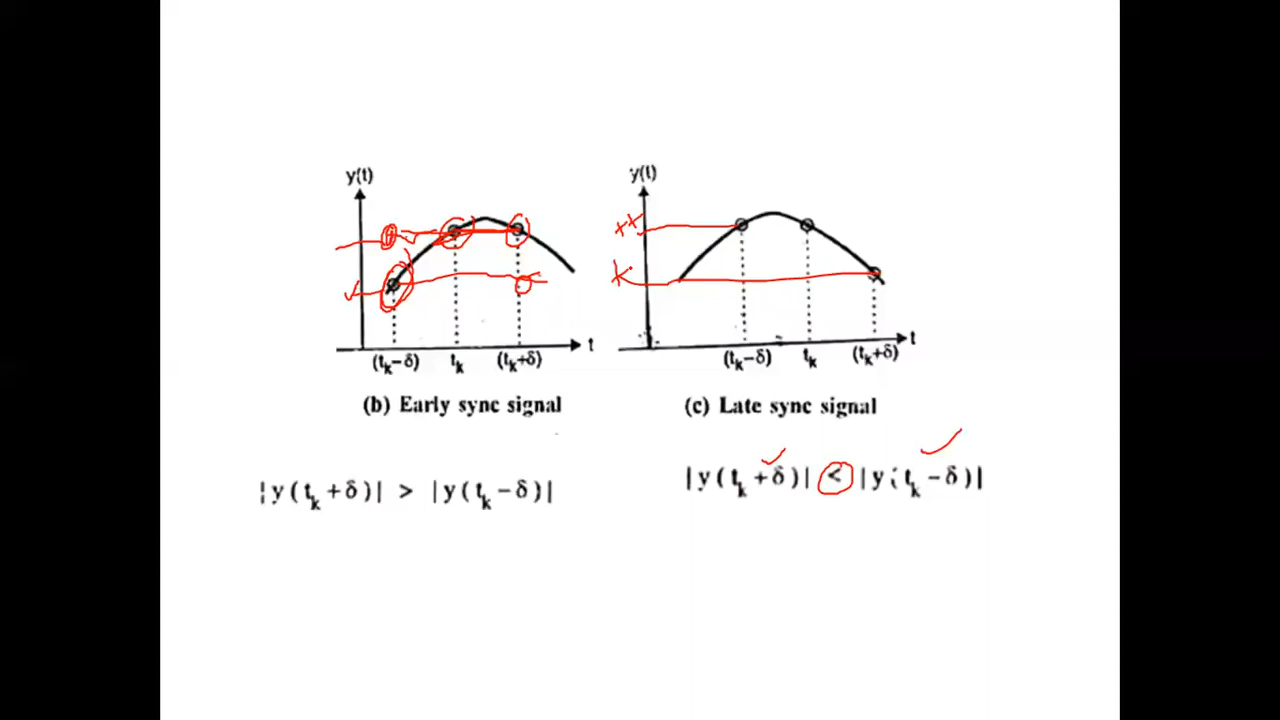 y(t)
t
(t_k−δ) t_k (t_k+δ)
(b) Early sync signal
|y(t_k+δ)| > |y(t_k−δ)|
y(t)
t
(t_k−δ) t_k (t_k+δ)
(c) Late sync signal
|y(t_k+δ)| < |y(t_k−δ)|